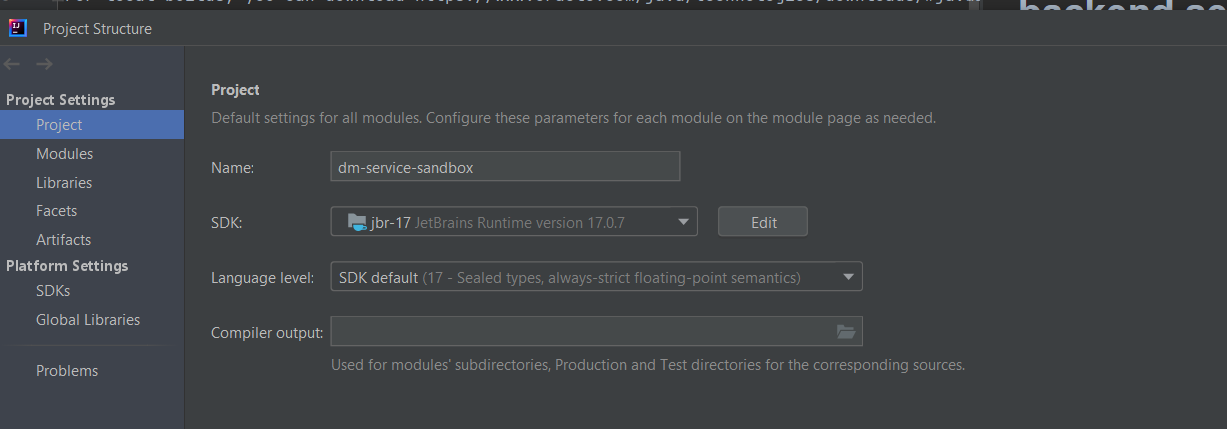 Project Structure
Project Settings
Project
Modules
Libraries
Facets
Artifacts
Platform Settings
SDKs
Global Libraries
Problems
Project
Default settings for all modules. Configure these parameters for each module on the module page as needed.
Name: dm-service-sandbox
SDK: jbr-17 JetBrains Runtime version 17.0.7 Edit
Language level: SDK default (17 - Sealed types, always-strict floating-point semantics)
Compiler output:
Used for modules' subdirectories, Production and Test directories for the corresponding sources.